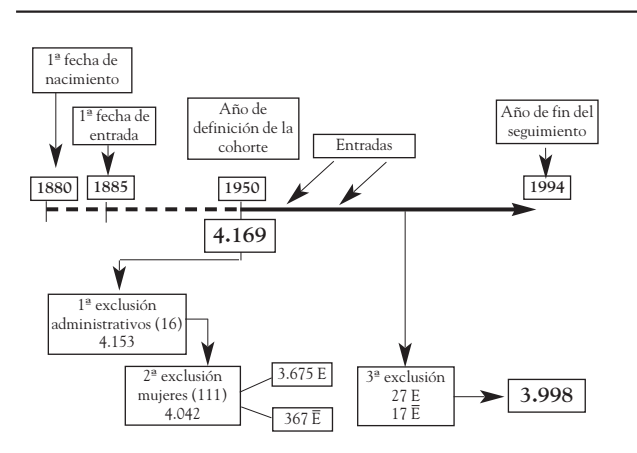 1ª fecha de
nacimiento
1ª fecha de
entrada
Año de
definición de la
cohorte
Entradas
Año de fin del
seguimiento
1880
1885
1950
1994
4.169
1ª exclusión
administrativos (16)
4.153
2ª exclusión
mujeres (111)
4.042
3.675 E
367 E̅
3ª exclusión
27 E
17 E̅
3.998